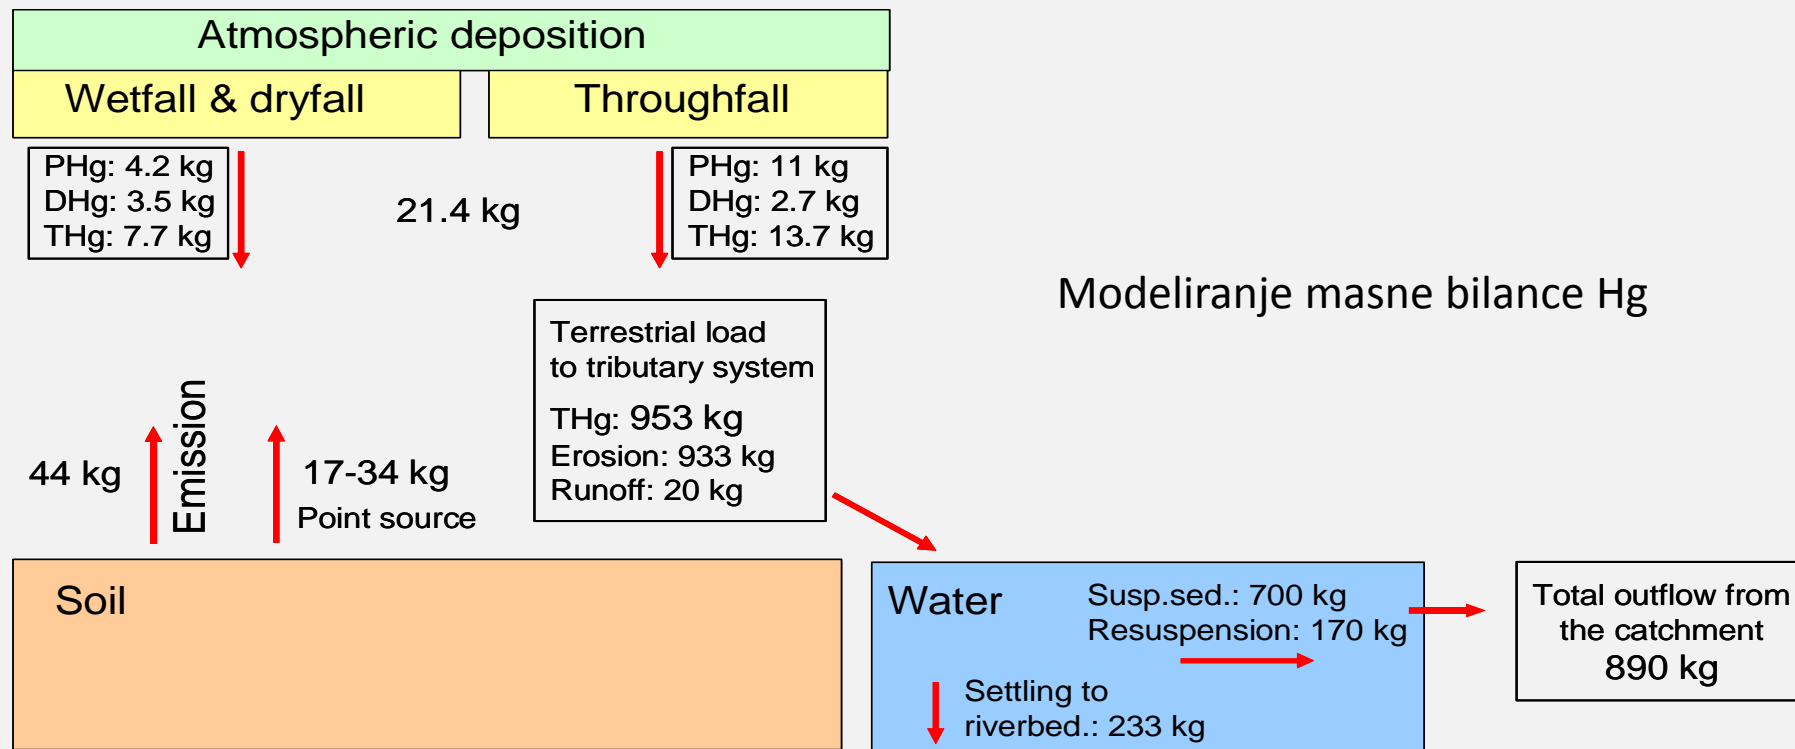 Atmospheric deposition
Wetfall & dryfall
Throughfall
PHg: 4.2 kg
DHg: 3.5 kg
THg: 7.7 kg
21.4 kg
PHg: 11 kg
DHg: 2.7 kg
THg: 13.7 kg
Modeliranje masne bilance Hg
Terrestrial load
to tributary system
THg: 953 kg
Erosion: 933 kg
Runoff: 20 kg
44 kg
Emission
17-34 kg
Point source
Soil
Water
Susp.sed.: 700 kg
Resuspension: 170 kg
Settling to
riverbed.: 233 kg
Total outflow from
the catchment
890 kg